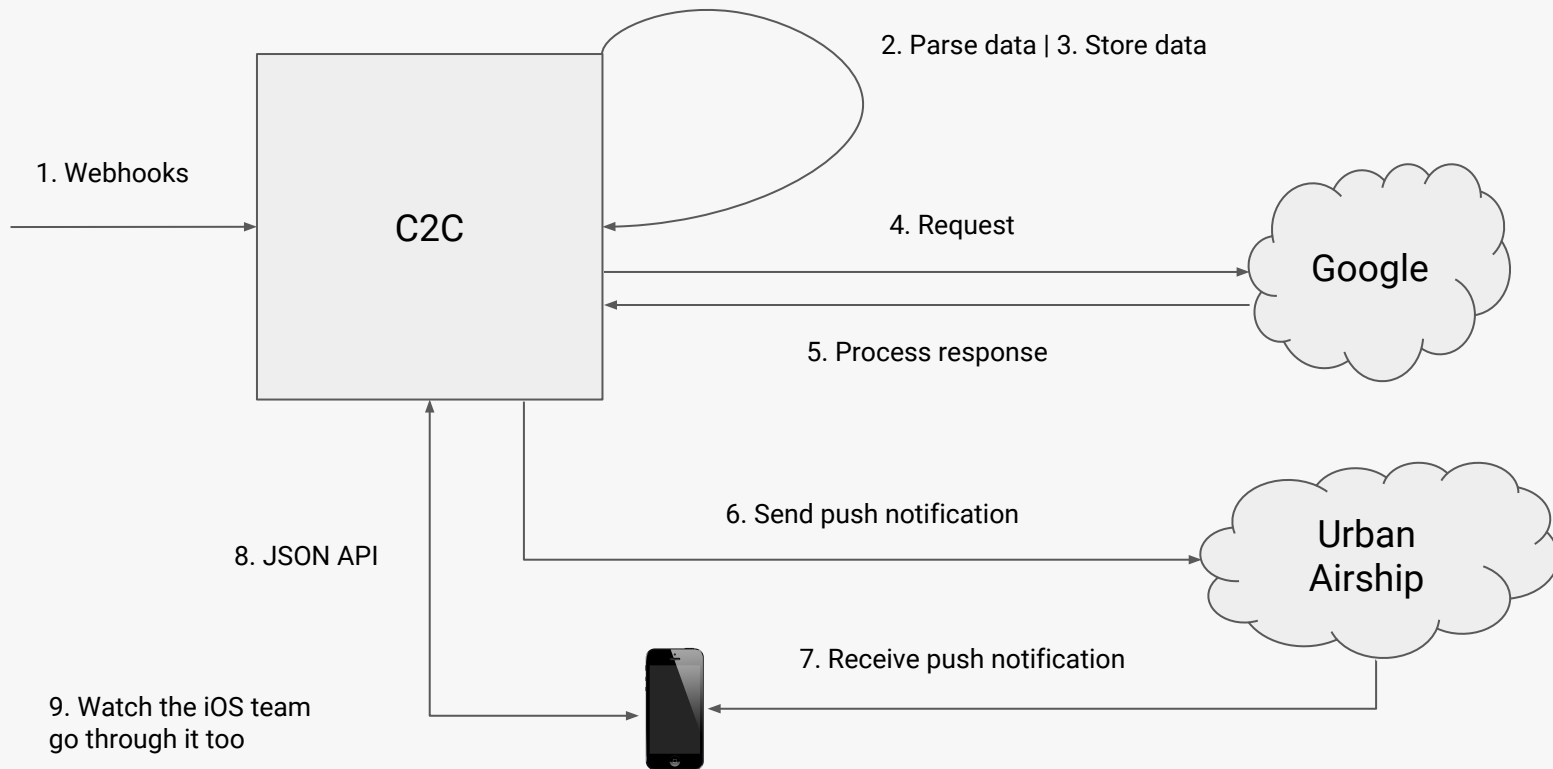 2. Parse data | 3. Store data
1. Webhooks
C2C
4. Request
Google
5. Process response
6. Send push notification
Urban
Airship
8. JSON API
7. Receive push notification
9. Watch the iOS team
go through it too